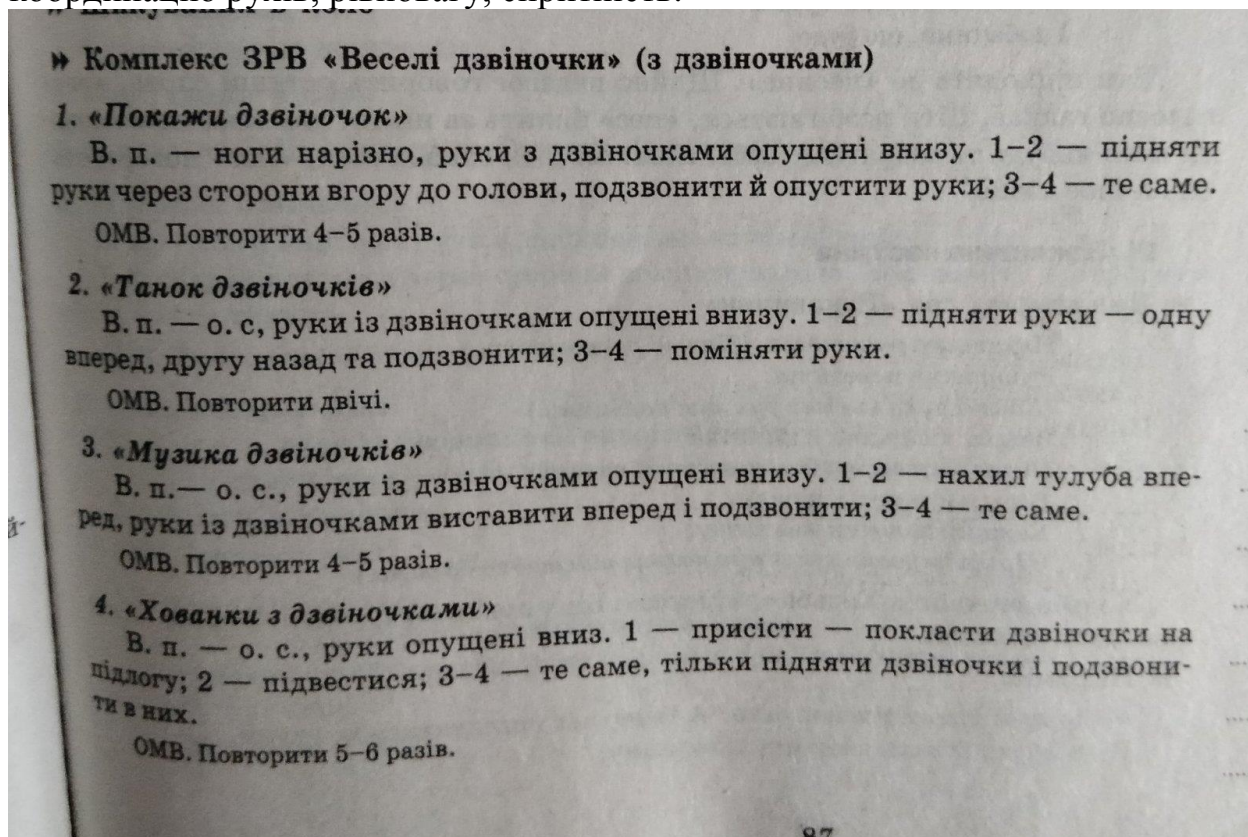 » Комплекс ЗРВ «Веселі дзвіночки» (з дзвіночками)
1. «Покажи дзвіночок»
В. п. — ноги нарізно, руки з дзвіночками опущені внизу. 1–2 — підняти
руки через сторони вгору до голови, подзвонити й опустити руки; 3–4 — те саме.
ОМВ. Повторити 4–5 разів.
2. «Танок дзвіночків»
В. п. — о. с, руки із дзвіночками опущені внизу. 1–2 — підняти руки — одну
вперед, другу назад та подзвонити; 3–4 — поміняти руки.
ОМВ. Повторити двічі.
3. «Музика дзвіночків»
В. п.— о. с., руки із дзвіночками опущені внизу. 1–2 — нахил тулуба впе-
ред, руки із дзвіночками виставити вперед і подзвонити; 3–4 — те саме.
ОМВ. Повторити 4–5 разів.
4. «Хованки з дзвіночками»
В. п. — о. с., руки опущені вниз. 1 — присісти — покласти дзвіночки на
підлогу; 2 — підвестися; 3–4 — те саме, тільки підняти дзвіночки і подзвони-
ти в них.
ОМВ. Повторити 5–6 разів.